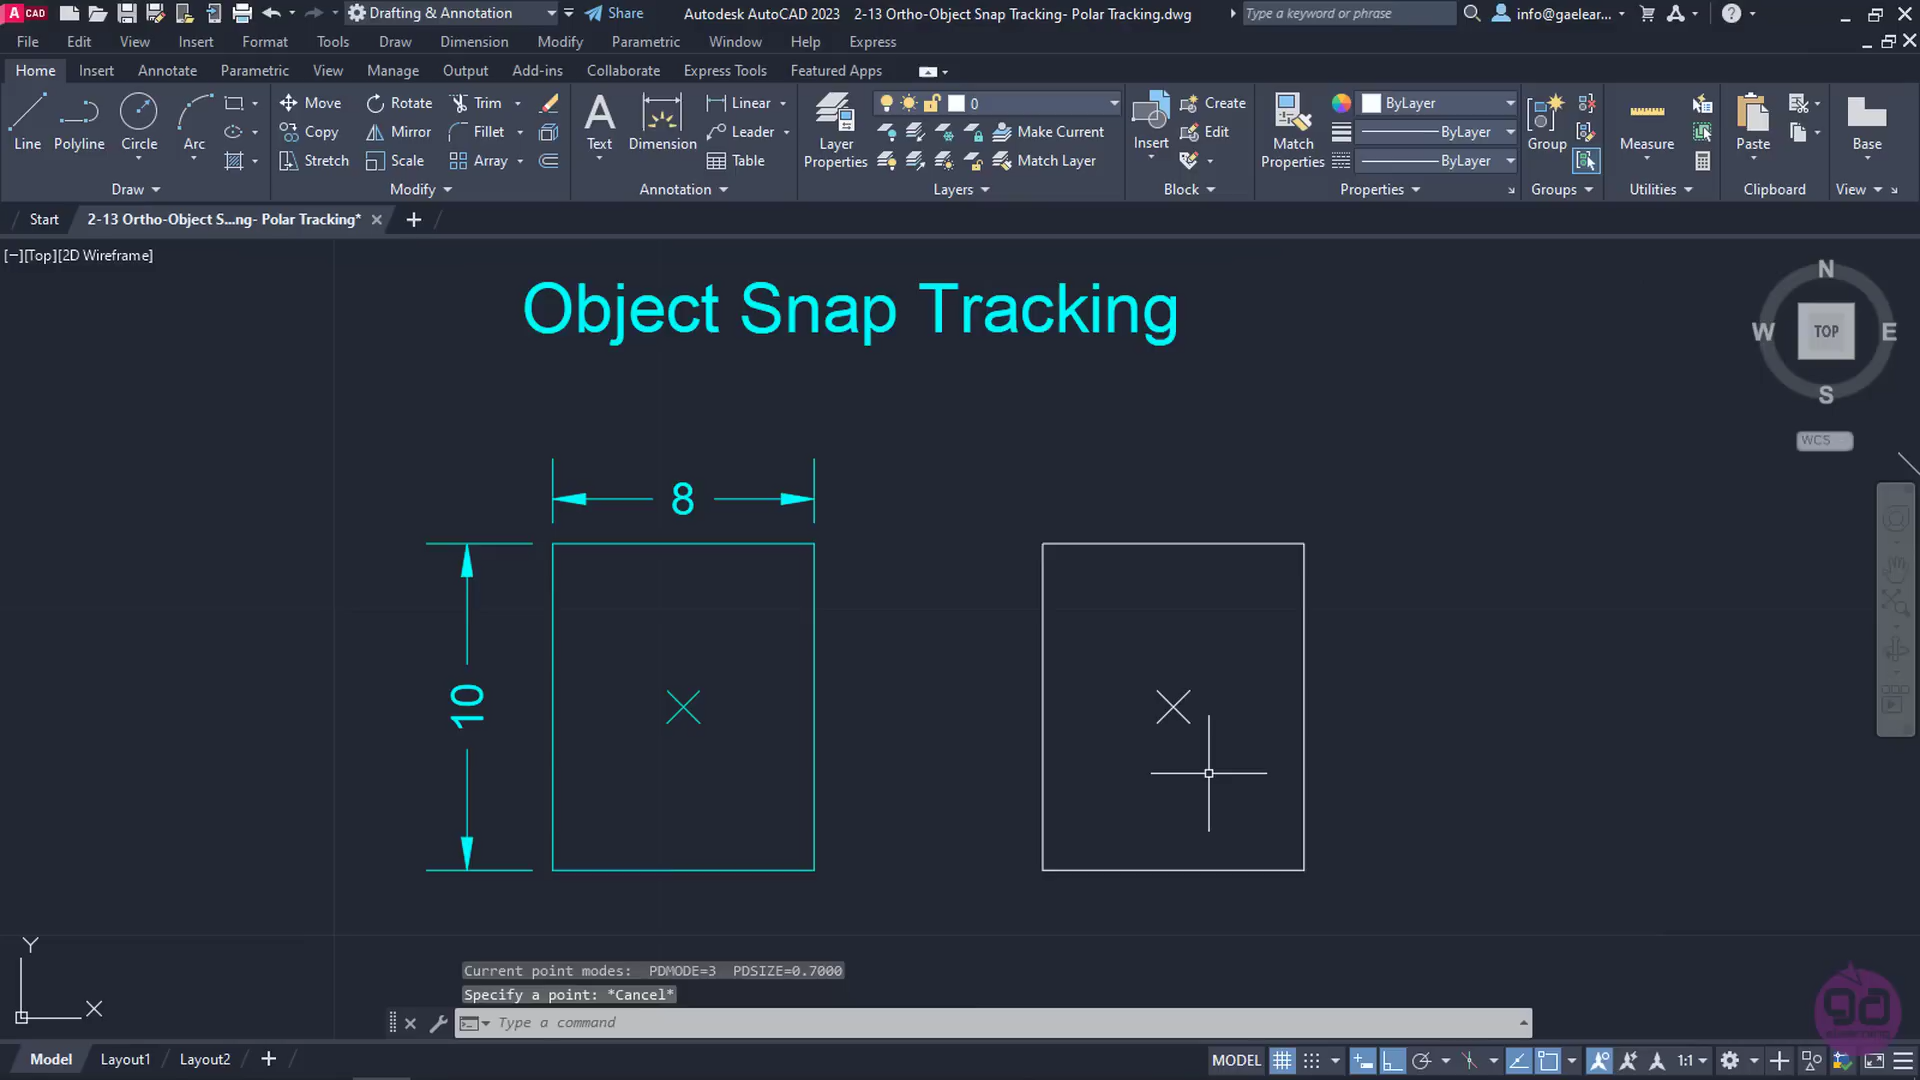 CAD
Drafting & Annotation
Share
Autodesk AutoCAD 2023 2-13 Ortho-Object Snap Tracking- Polar Tracking.dwg
Type a keyword or phrase
info@gaelear...
File Edit View Insert Format Tools Draw Dimension Modify Parametric Window Help Express
Home Insert Annotate Parametric View Manage Output Add-ins Collaborate Express Tools Featured Apps
Move Rotate Trim Linear 0 Create ByLayer
Copy Mirror Fillet Leader Make Current Edit ByLayer
Line Polyline Circle Arc Text Dimension Layer Properties Insert Match Properties Group Measure Paste Base
Stretch Scale Array Table Match Layer ByLayer
Draw Modify Annotation Layers Block Properties Groups Utilities Clipboard View
Start 2-13 Ortho-Object S...ng- Polar Tracking*
[−][Top][2D Wireframe]
Object Snap Tracking
N
W TOP E
S
WCS
8
10
Y
X
Current point modes: PDMODE=3 PDSIZE=0.7000
Specify a point: *Cancel*
Type a command
Model Layout1 Layout2
MODEL 1:1